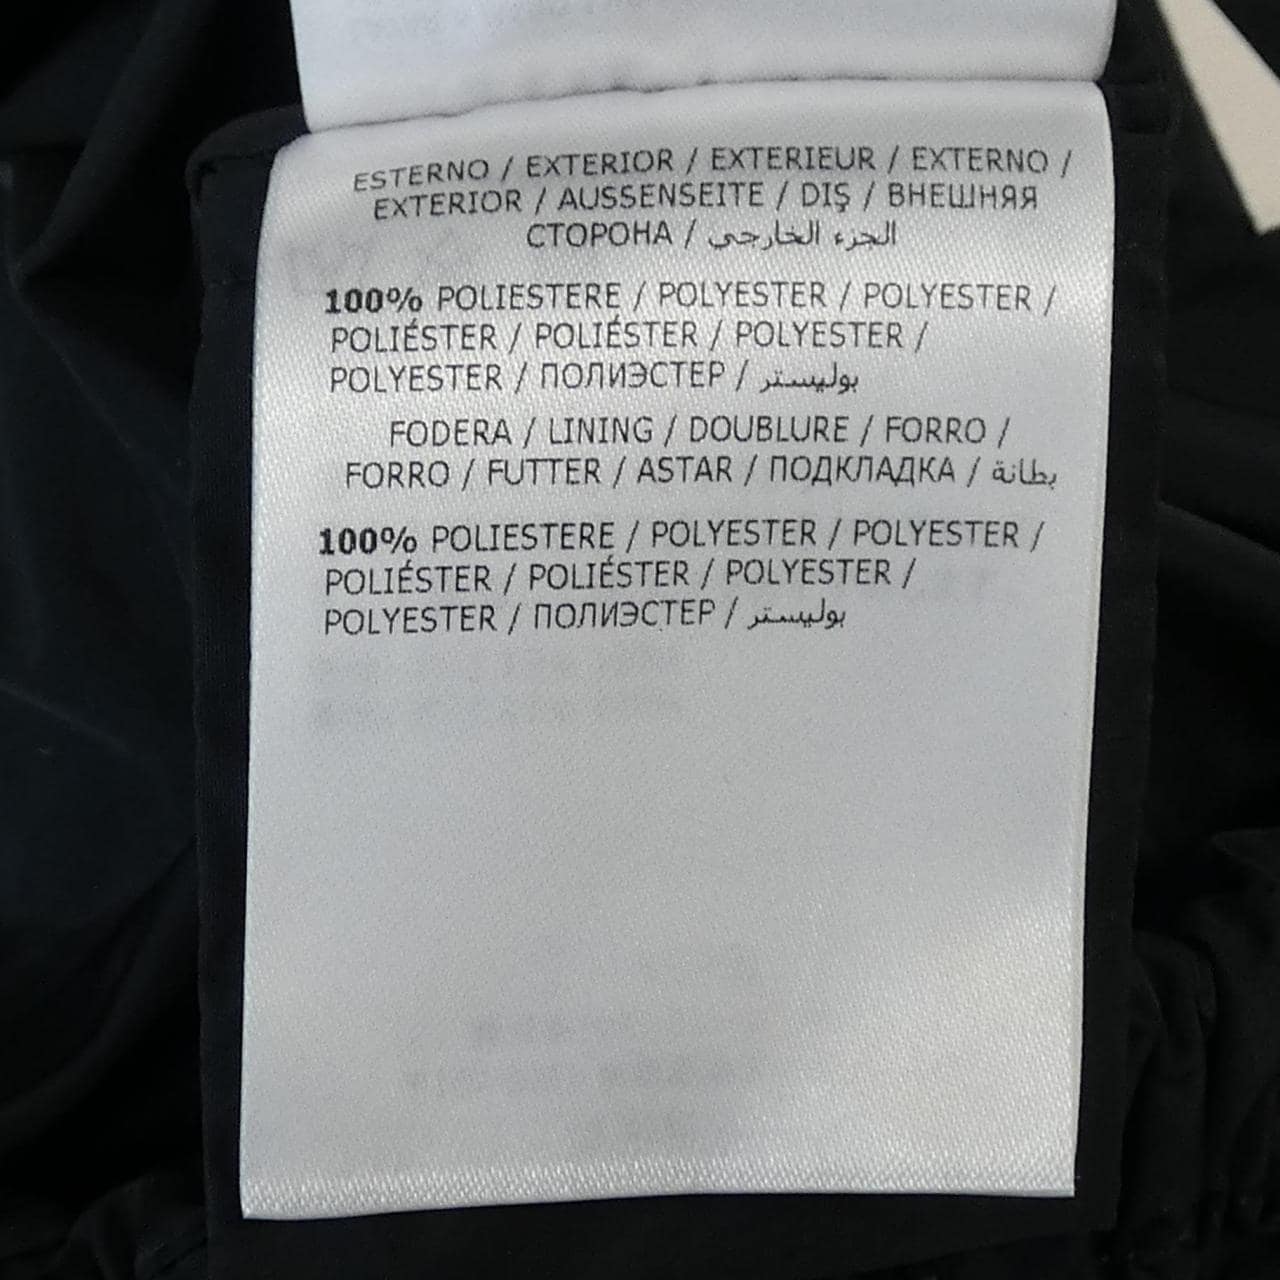 ESTERNO / EXTERIOR / EXTERIEUR / EXTERNO /
EXTERIOR / AUSSENSEITE / DIŞ / ВНЕШНЯЯ
СТОРОНА / الجزء الخارجي
100% POLIESTERE / POLYESTER / POLYESTER /
POLIÉSTER / POLIÉSTER / POLYESTER /
POLYESTER / ПОЛИЭСТЕР / بوليستر
FODERA / LINING / DOUBLURE / FORRO /
FORRO / FUTTER / ASTAR / ПОДКЛАДКА / بطانة
100% POLIESTERE / POLYESTER / POLYESTER /
POLIÉSTER / POLIÉSTER / POLYESTER /
POLYESTER / ПОЛИЭСТЕР / بوليستر